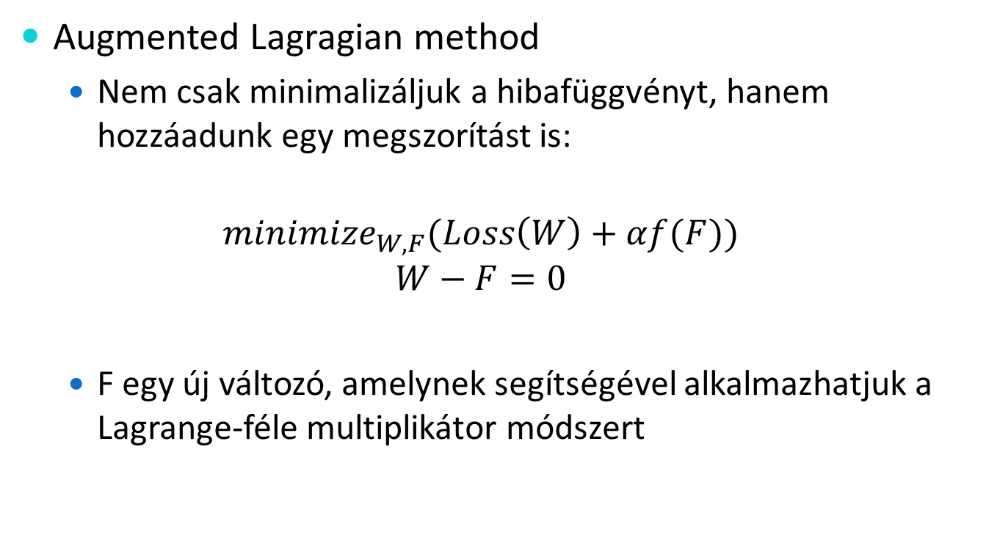 Augmented Lagragian method
Nem csak minimalizáljuk a hibafüggvényt, hanem
hozzáadunk egy megszorítást is:
minimize_{W,F}(Loss(W) + αf(F))
W − F = 0
F egy új változó, amelynek segítségével alkalmazhatjuk a
Lagrange-féle multiplikátor módszert